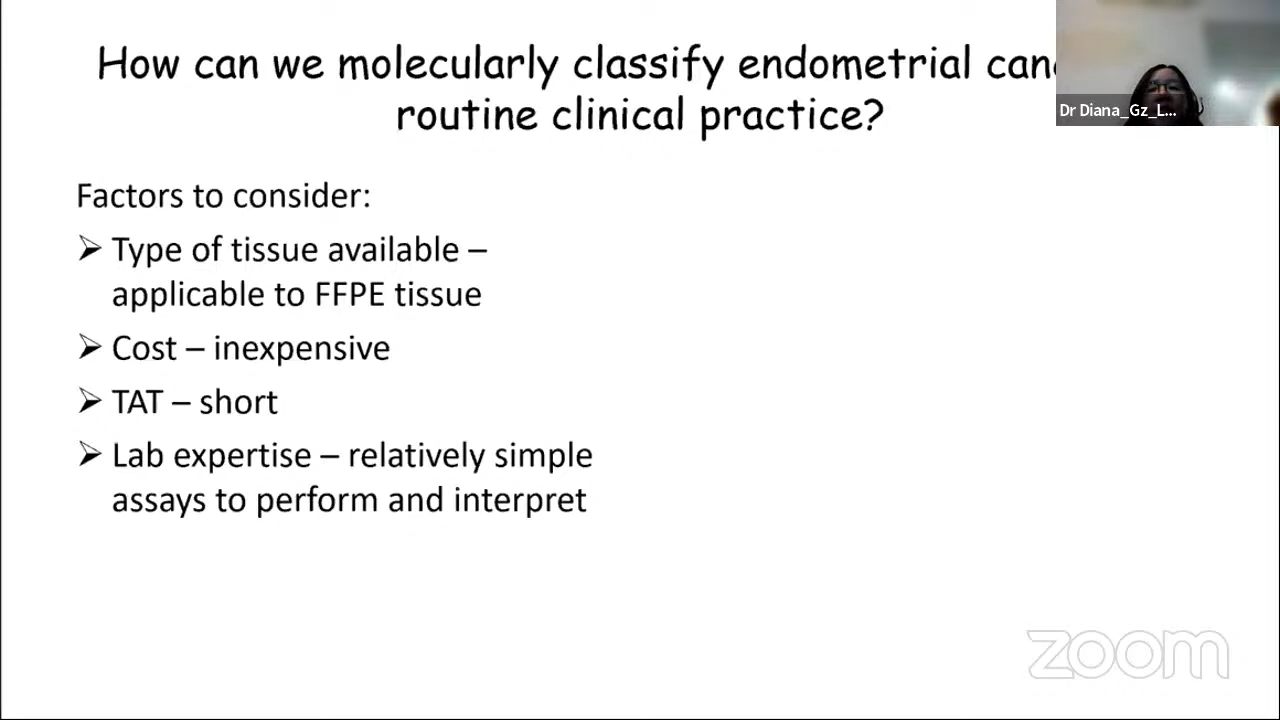 How can we molecularly classify endometrial
routine clinical practice?
Dr Diana_Gz_L...
Factors to consider:
➢ Type of tissue available –
applicable to FFPE tissue
➢ Cost – inexpensive
➢ TAT – short
➢ Lab expertise – relatively simple
assays to perform and interpret
zoom